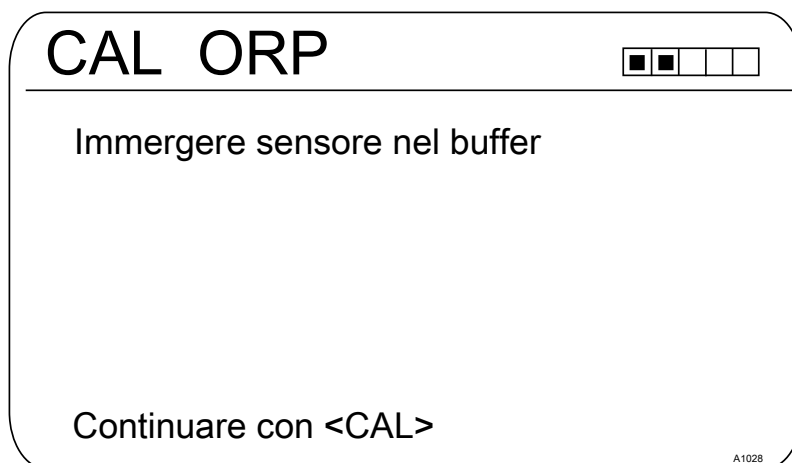 CAL ORP
Immergere sensore nel buffer
Continuare con <CAL>
A1028